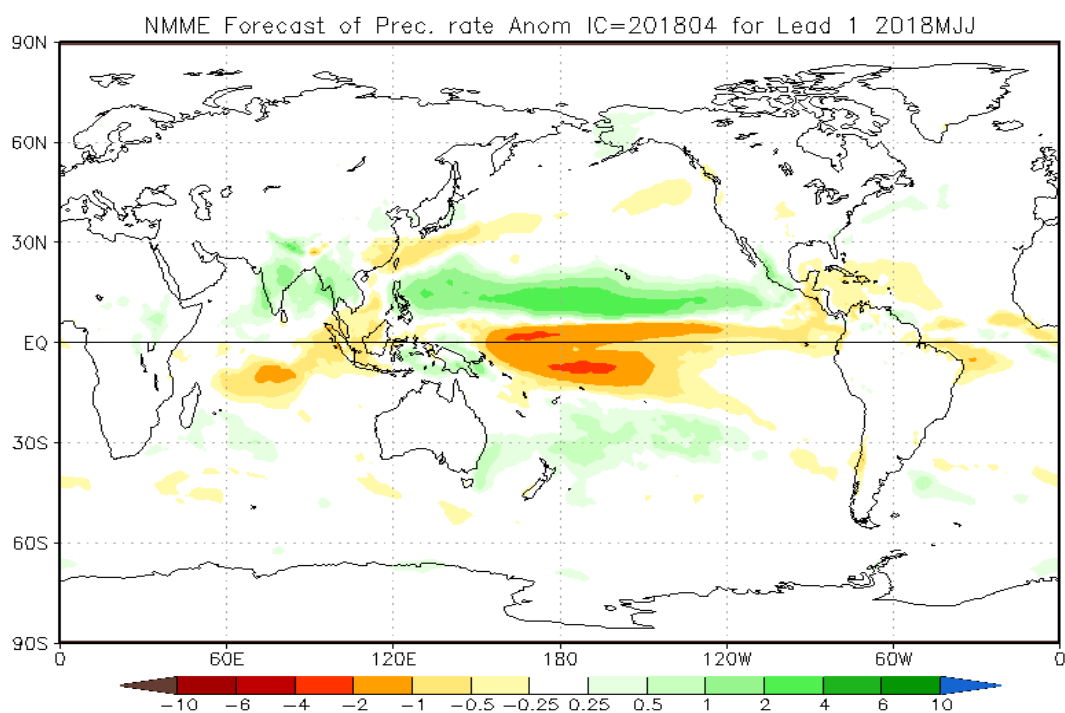 NMME Forecast of Prec. rate Anom IC=201804 for Lead 1 2018MJJ
90N
60N
30N
EQ
30S
60S
90S
0 60E 120E 180 120W 60W 0
−10 −6 −4 −2 −1 −0.5 −0.25 0.25 0.5 1 2 4 6 10